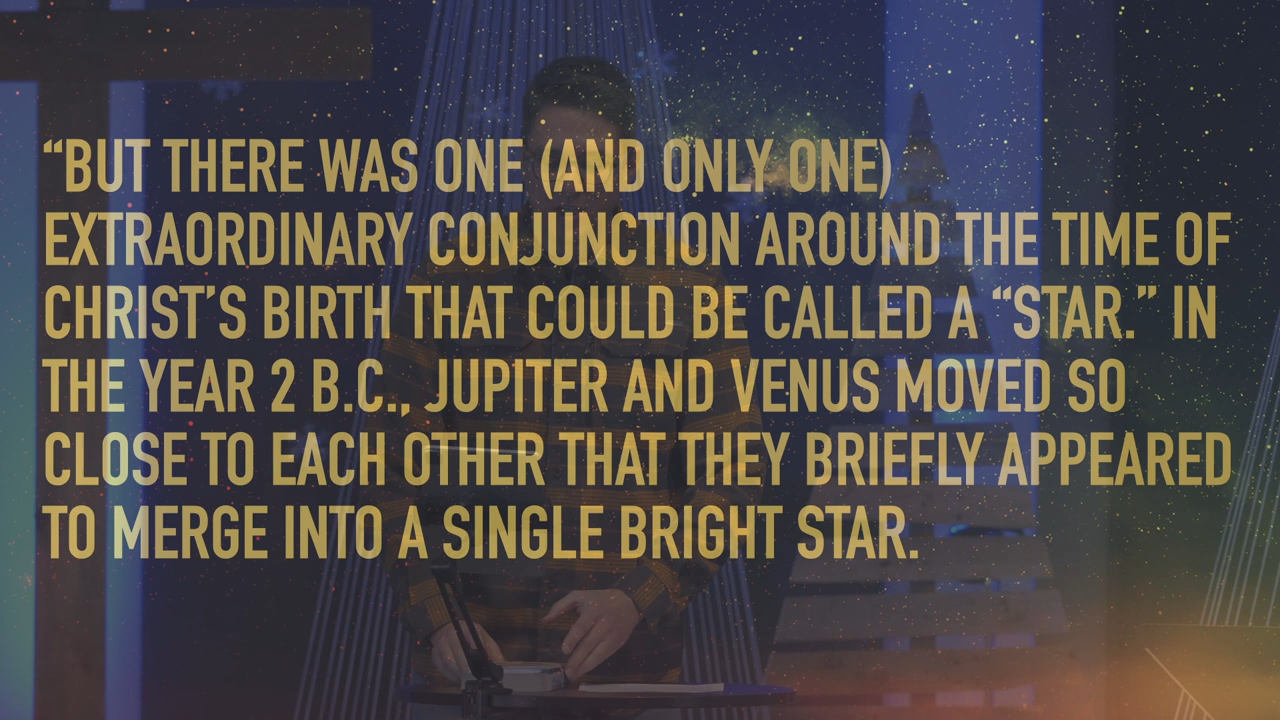 “BUT THERE WAS ONE (AND ONLY ONE)
EXTRAORDINARY CONJUNCTION AROUND THE TIME OF
CHRIST’S BIRTH THAT COULD BE CALLED A “STAR.” IN
THE YEAR 2 B.C., JUPITER AND VENUS MOVED SO
CLOSE TO EACH OTHER THAT THEY BRIEFLY APPEARED
TO MERGE INTO A SINGLE BRIGHT STAR.